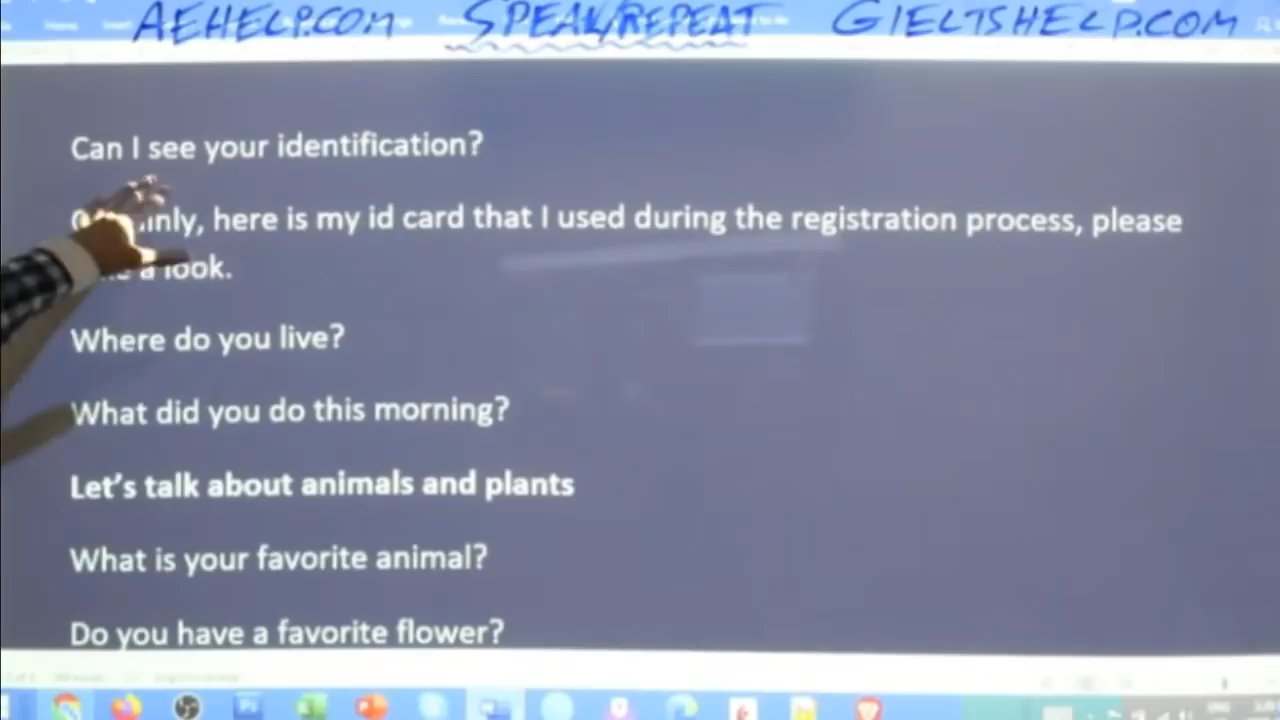 AEHELP.COM SPEAK/REPEAT GIELTSHELP.COM
Can I see your identification?
here is my id card that I used during the registration process, please
a look.
Where do you live?
What did you do this morning?
Let's talk about animals and plants
What is your favorite animal?
Do you have a favorite flower?